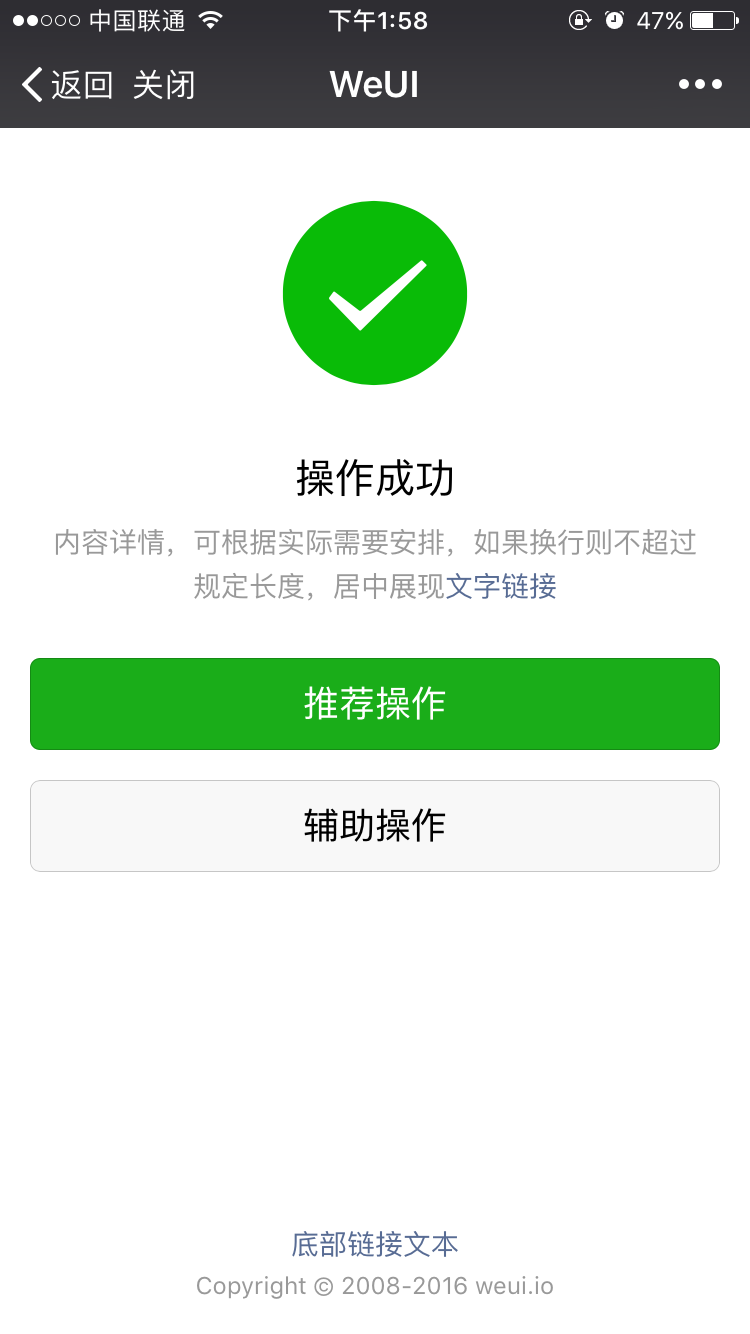 中国联通 下午1:58 47%
返回 关闭 WeUI
操作成功
内容详情，可根据实际需要安排，如果换行则不超过
规定长度，居中展现文字链接
推荐操作
辅助操作
底部链接文本
Copyright © 2008-2016 weui.io